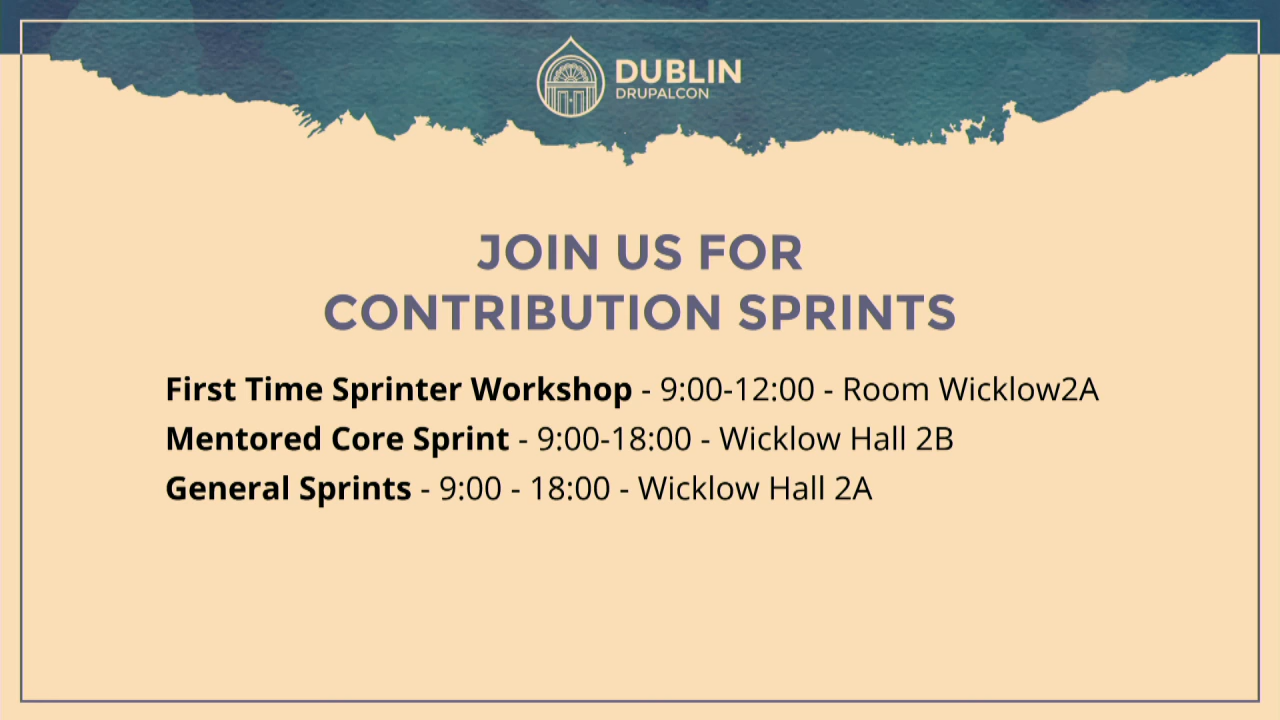 DUBLIN
DRUPALCON
JOIN US FOR
CONTRIBUTION SPRINTS
First Time Sprinter Workshop - 9:00-12:00 - Room Wicklow2A
Mentored Core Sprint - 9:00-18:00 - Wicklow Hall 2B
General Sprints - 9:00 - 18:00 - Wicklow Hall 2A